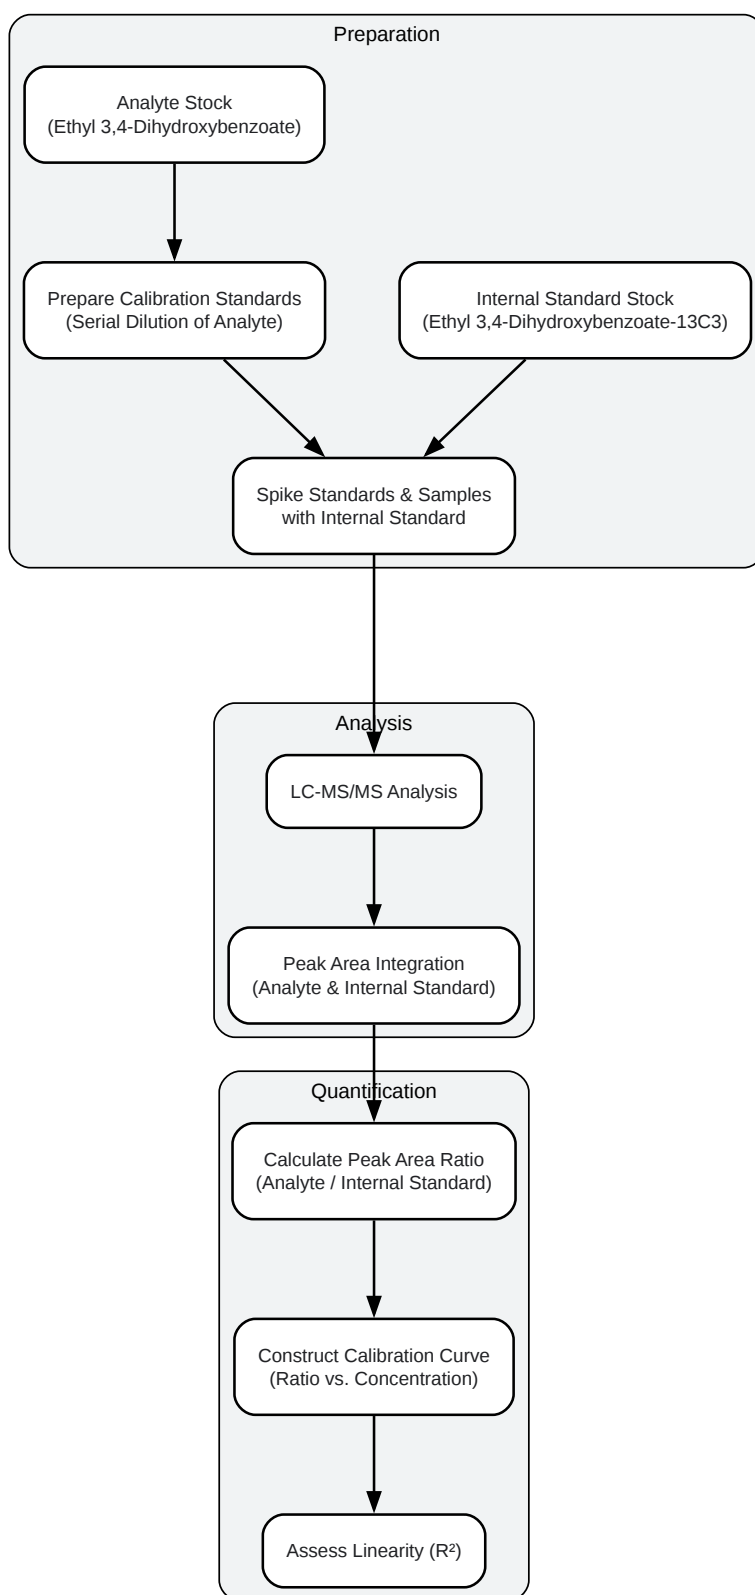 Preparation
Analyte Stock
(Ethyl 3,4-Dihydroxybenzoate)
Prepare Calibration Standards
(Serial Dilution of Analyte)
Internal Standard Stock
(Ethyl 3,4-Dihydroxybenzoate-13C3)
Spike Standards & Samples
with Internal Standard
Analysis
LC-MS/MS Analysis
Peak Area Integration
(Analyte & Internal Standard)
Quantification
Calculate Peak Area Ratio
(Analyte / Internal Standard)
Construct Calibration Curve
(Ratio vs. Concentration)
Assess Linearity (R²)